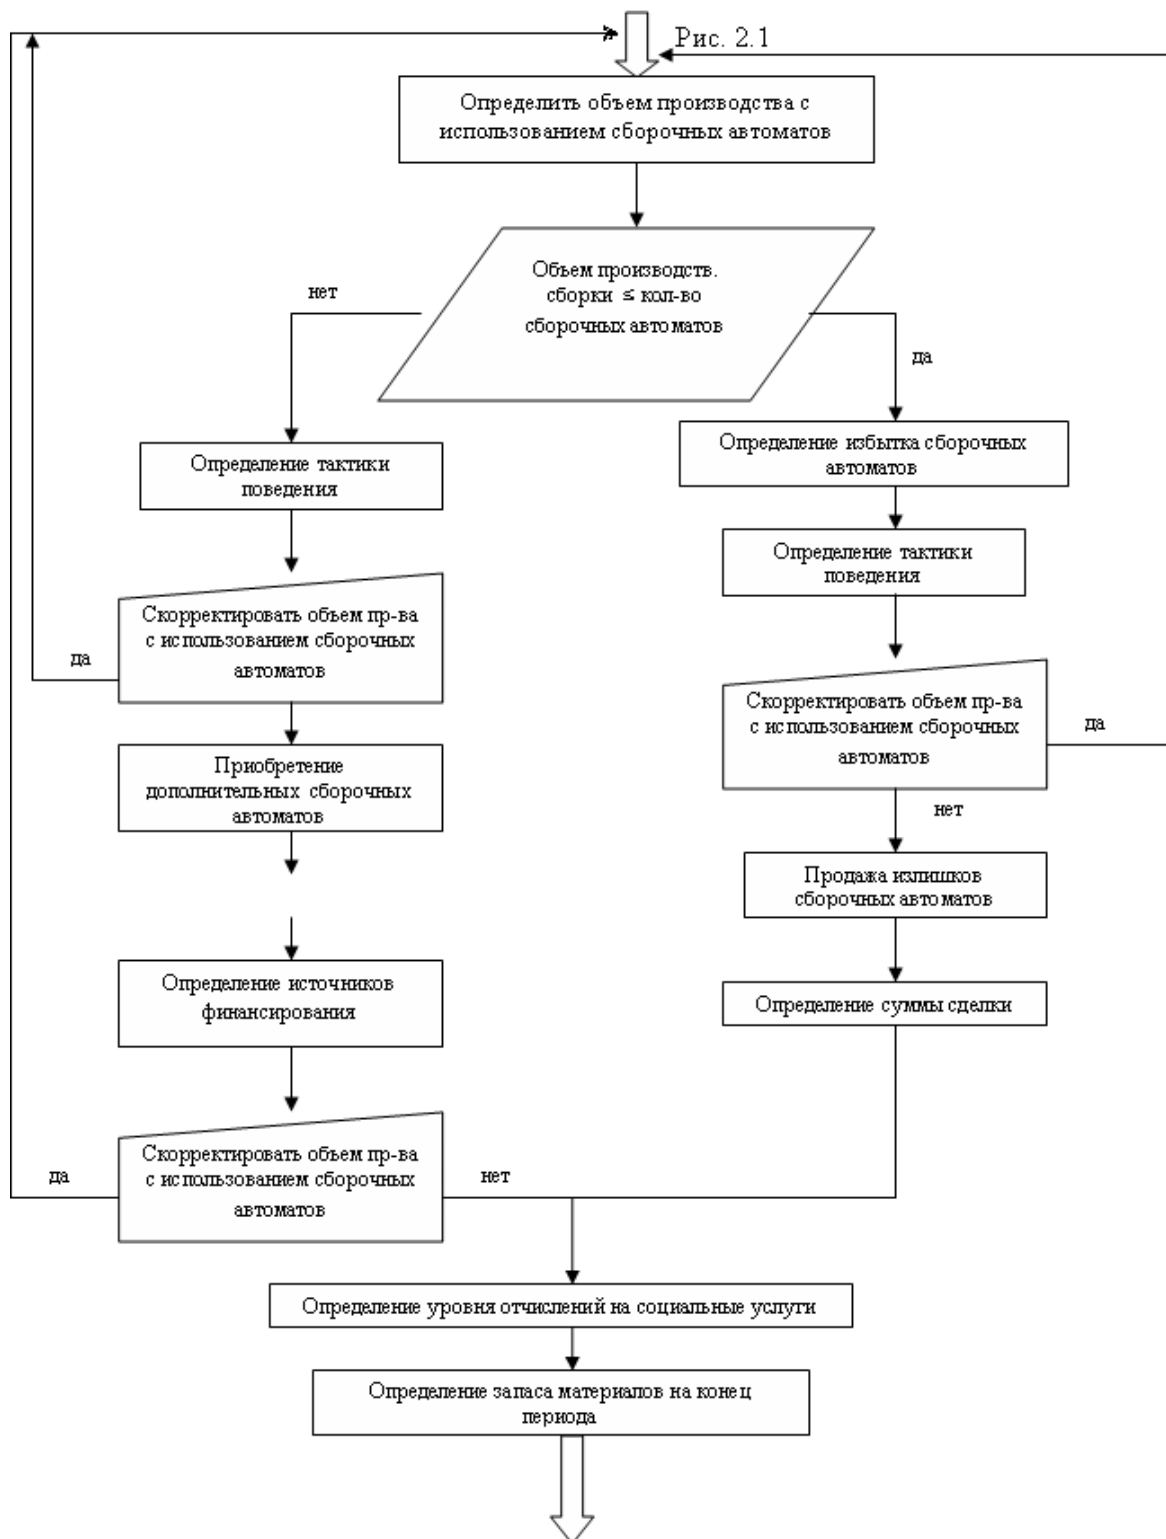 Рис. 2.1
Определить объем производства с
использованием сборочных автоматов
Объем производств.
сборки ≤ кол-во
сборочных автоматов
нет
да
Определение тактики
поведения
Определение избытка сборочных
автоматов
Определение тактики
поведения
Скорректировать объем пр-ва
с использованием сборочных
автоматов
да
Скорректировать объем пр-ва
с использованием сборочных
автоматов
да
нет
Приобретение
дополнительных сборочных
автоматов
Продажа излишков
сборочных автоматов
Определение источников
финансирования
Определение суммы сделки
Скорректировать объем пр-ва
с использованием сборочных
автоматов
да
нет
Определение уровня отчислений на социальные услуги
Определение запаса материалов на конец
периода